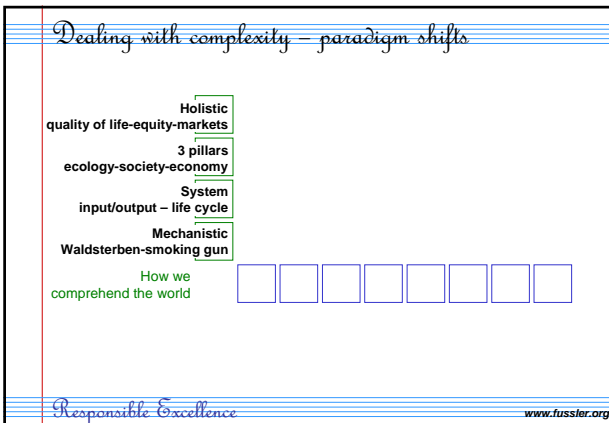 Dealing with complexity – paradigm shifts
Holistic
quality of life-equity-markets
3 pillars
ecology-society-economy
System
input/output – life cycle
Mechanistic
Waldsterben-smoking gun
How we
comprehend the world
Responsible Excellence
www.fussler.org